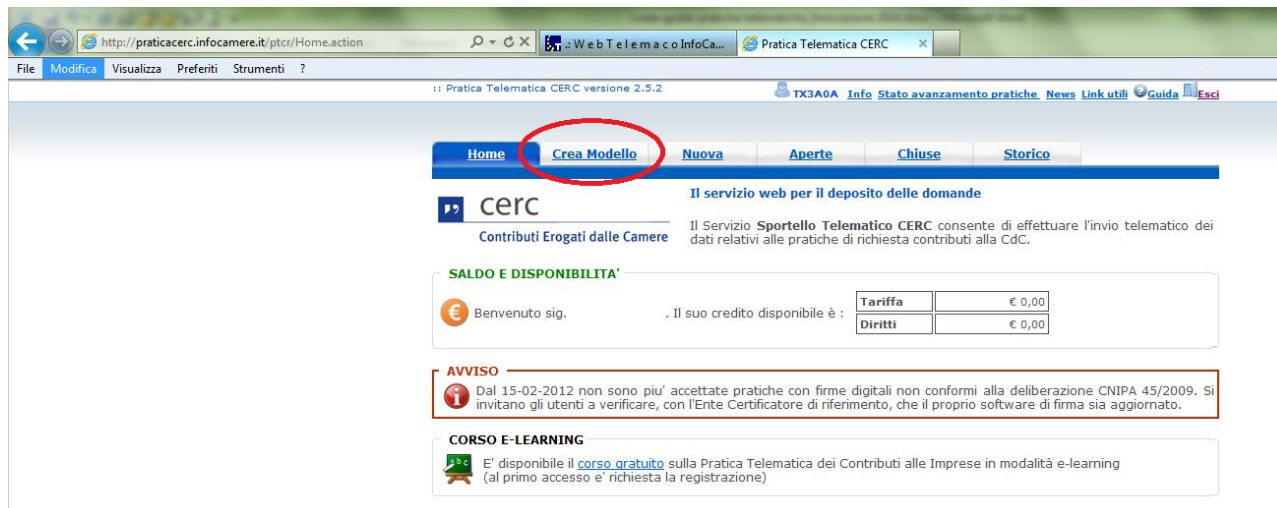 http://praticacerc.infocamere.it/ptcr/Home.action
.: W e b T e l e m a c o InfoCa...
Pratica Telematica CERC
File Modifica Visualizza Preferiti Strumenti ?
:: Pratica Telematica CERC versione 2.5.2
TX3A0A Info Stato avanzamento pratiche News Link utili Guida Esci
Home Crea Modello Nuova Aperte Chiuse Storico
cerc
Contributi Erogati dalle Camere
Il servizio web per il deposito delle domande
Il Servizio Sportello Telematico CERC consente di effettuare l'invio telematico dei
dati relativi alle pratiche di richiesta contributi alla CdC.
SALDO E DISPONIBILITA'
Benvenuto sig. . Il suo credito disponibile è :
Tariffa € 0,00
Diritti € 0,00
AVVISO
Dal 15-02-2012 non sono piu' accettate pratiche con firme digitali non conformi alla deliberazione CNIPA 45/2009. Si
invitano gli utenti a verificare, con l'Ente Certificatore di riferimento, che il proprio software di firma sia aggiornato.
CORSO E-LEARNING
E' disponibile il corso gratuito sulla Pratica Telematica dei Contributi alle Imprese in modalità e-learning
(al primo accesso e' richiesta la registrazione)